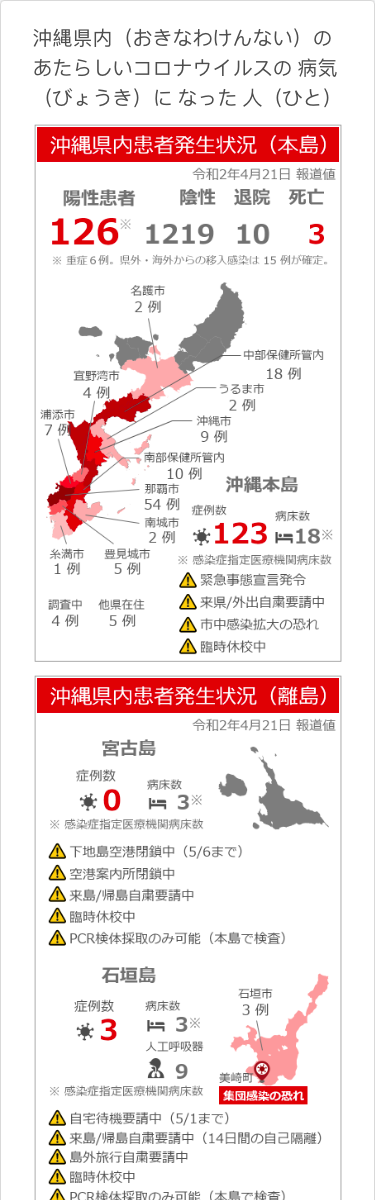 沖縄県内（おきなわけんない）の
あたらしいコロナウイルスの 病気
（びょうき）に なった 人（ひと）
沖縄県内患者発生状況（本島）
令和2年4月21日 報道値
陽性患者 陰性 退院 死亡
126※ 1219 10 3
※ 重症６例。県外・海外からの移入感染は 15 例が確定。
名護市
2 例
中部保健所管内
18 例
宜野湾市
4 例
うるま市
2 例
浦添市
7 例
沖縄市
9 例
南部保健所管内
10 例
那覇市
54 例
南城市
2 例
糸満市
1 例
豊見城市
5 例
調査中
4 例
他県在住
5 例
沖縄本島
症例数 病床数
123 18※
※ 感染症指定医療機関病床数
緊急事態宣言発令
来県/外出自粛要請中
市中感染拡大の恐れ
臨時休校中
沖縄県内患者発生状況（離島）
令和2年4月21日 報道値
宮古島
症例数 病床数
0 3※
※ 感染症指定医療機関病床数
下地島空港閉鎖中（5/6まで）
空港案内所閉鎖中
来島/帰島自粛要請中
臨時休校中
PCR検体採取のみ可能（本島で検査）
石垣島
症例数 病床数
3 3※
人工呼吸器
9
※ 感染症指定医療機関病床数
石垣市
3 例
美崎町
集団感染の恐れ
自宅待機要請中（5/1まで）
来島/帰島自粛要請中（14日間の自己隔離）
島外旅行自粛要請中
臨時休校中
PCR検体採取のみ可能（本島で検査）